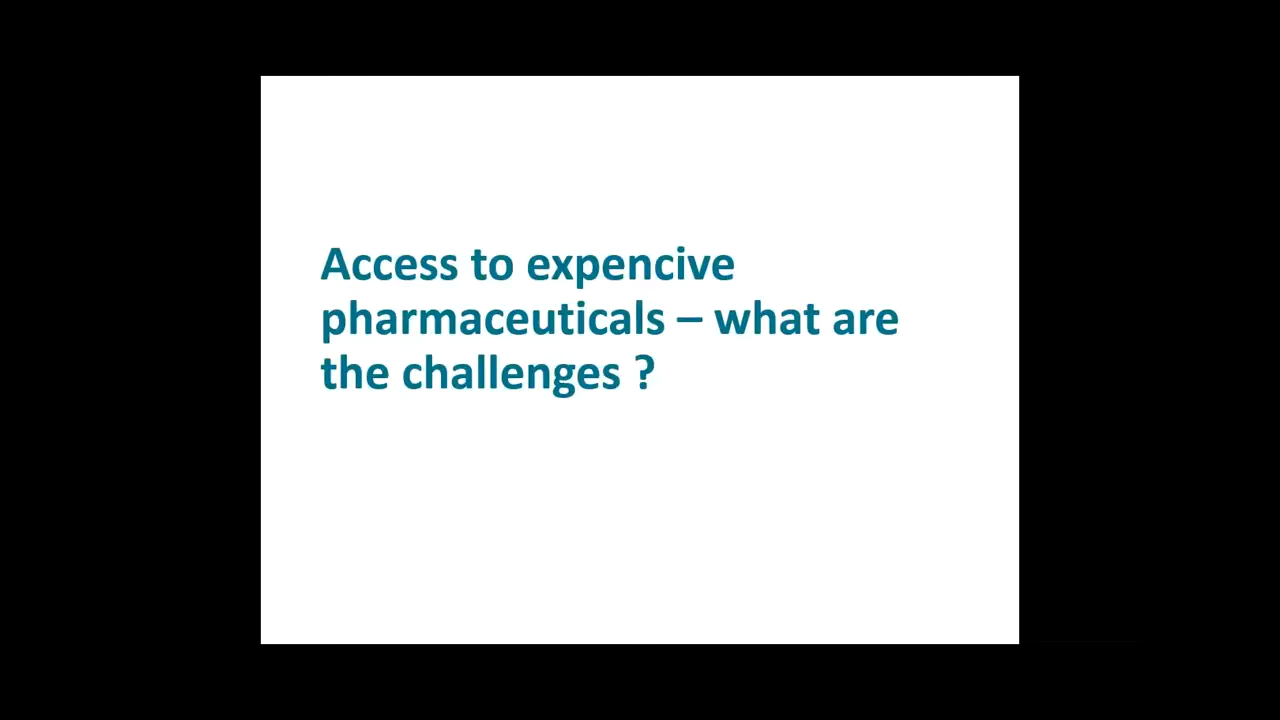 Access to expencive
pharmaceuticals – what are
the challenges ?